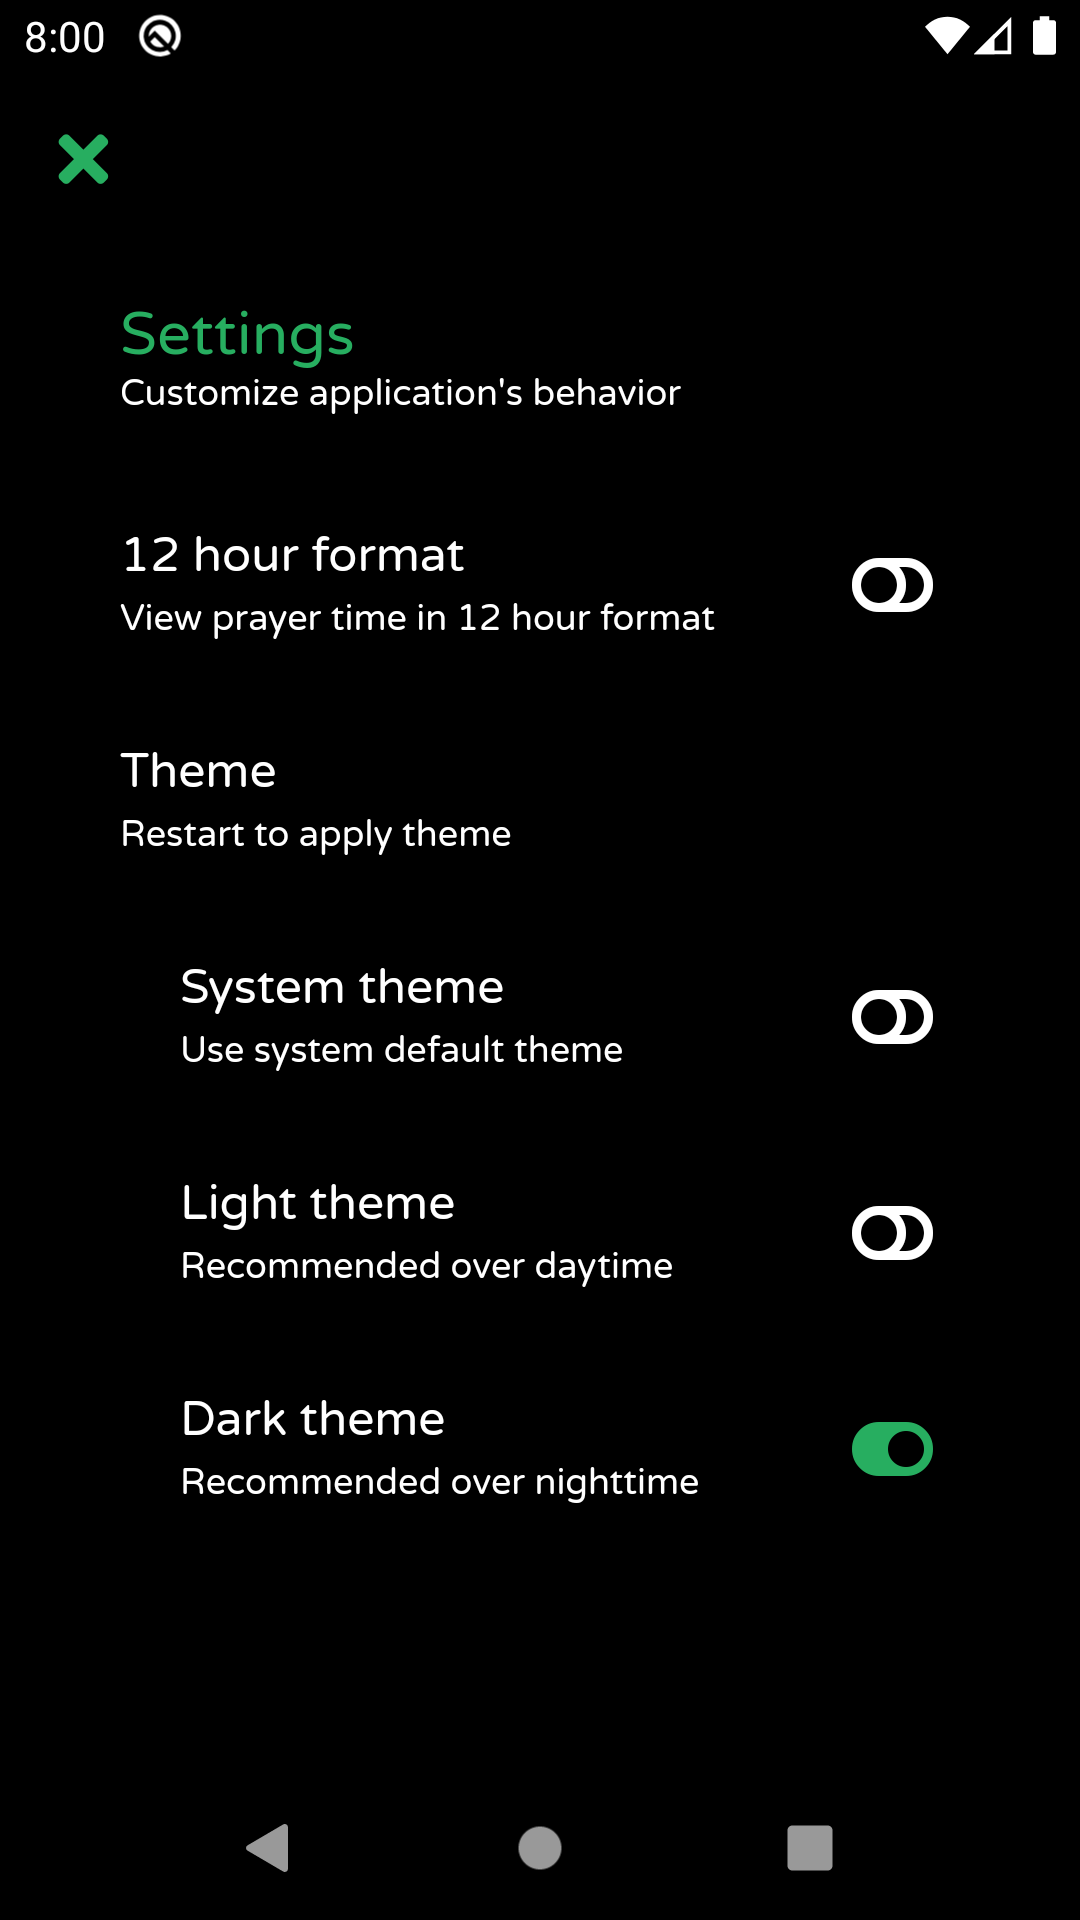 8:00
Settings
Customize application's behavior
12 hour format
View prayer time in 12 hour format
Theme
Restart to apply theme
System theme
Use system default theme
Light theme
Recommended over daytime
Dark theme
Recommended over nighttime